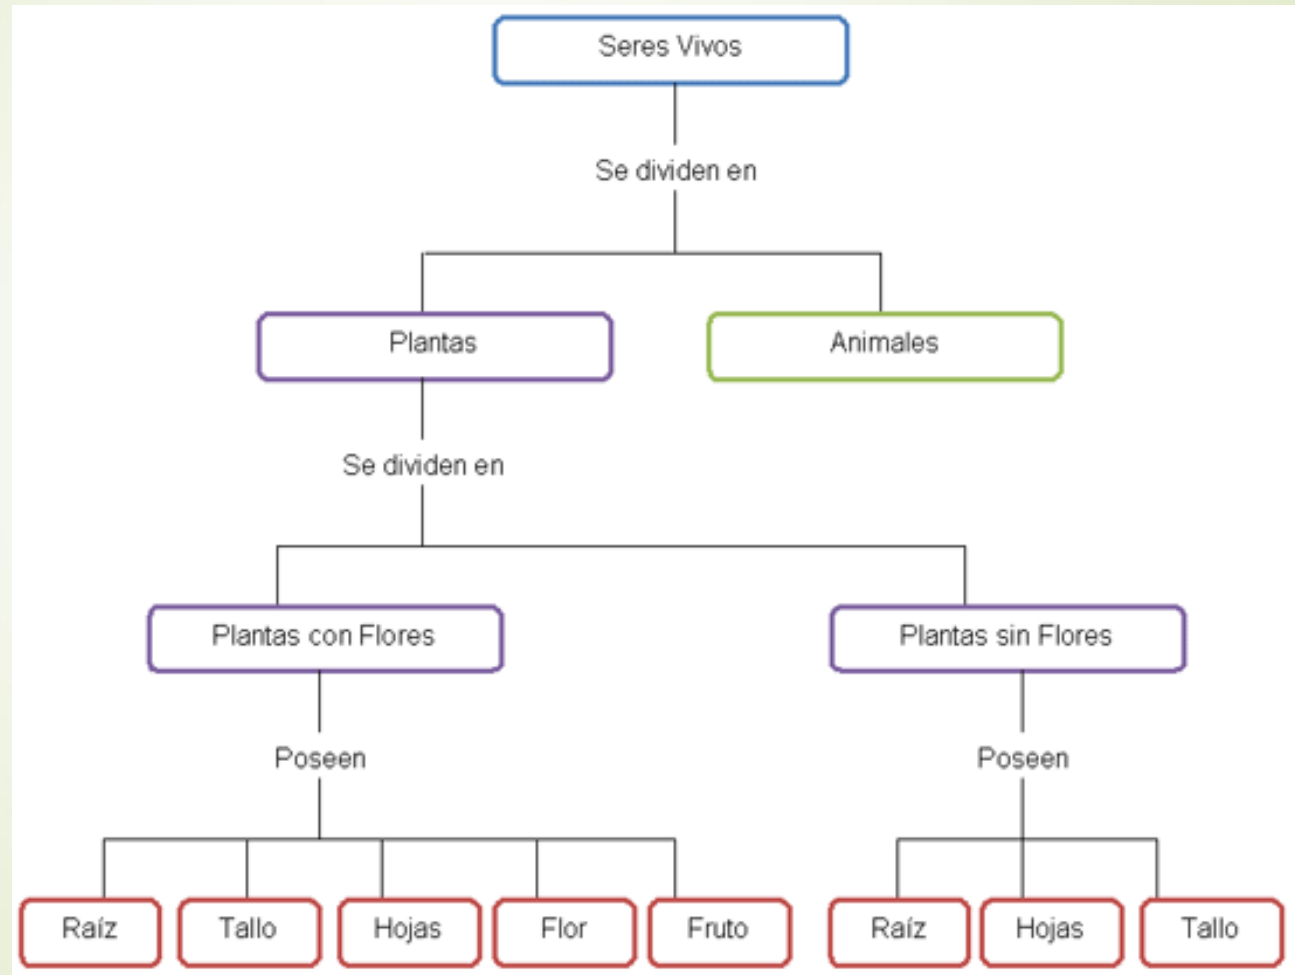 Seres Vivos
Se dividen en
Plantas
Animales
Se dividen en
Plantas con Flores
Plantas sin Flores
Poseen
Poseen
Raíz
Tallo
Hojas
Flor
Fruto
Raíz
Hojas
Tallo